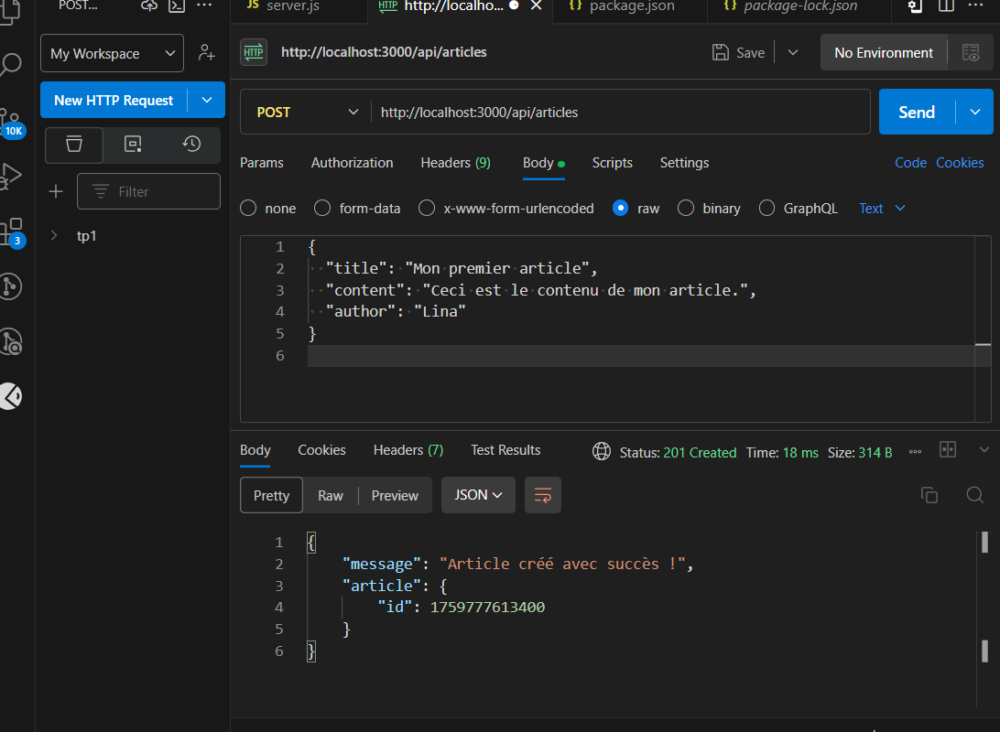 POST...
JS server.js
HTTP http://localho...
{} package.json
{} package-lock.json
My Workspace
HTTP http://localhost:3000/api/articles
Save
No Environment
New HTTP Request
POST http://localhost:3000/api/articles
Send
10K
Params Authorization Headers (9) Body Scripts Settings Code Cookies
Filter
none form-data x-www-form-urlencoded raw binary GraphQL Text
3
tp1
1 {
2 "title": "Mon premier article",
3 "content": "Ceci est le contenu de mon article.",
4 "author": "Lina"
5 }
6
Body Cookies Headers (7) Test Results Status: 201 Created Time: 18 ms Size: 314 B
Pretty Raw Preview JSON
1 {
2 "message": "Article créé avec succès !",
3 "article": {
4 "id": 1759777613400
5 }
6 }